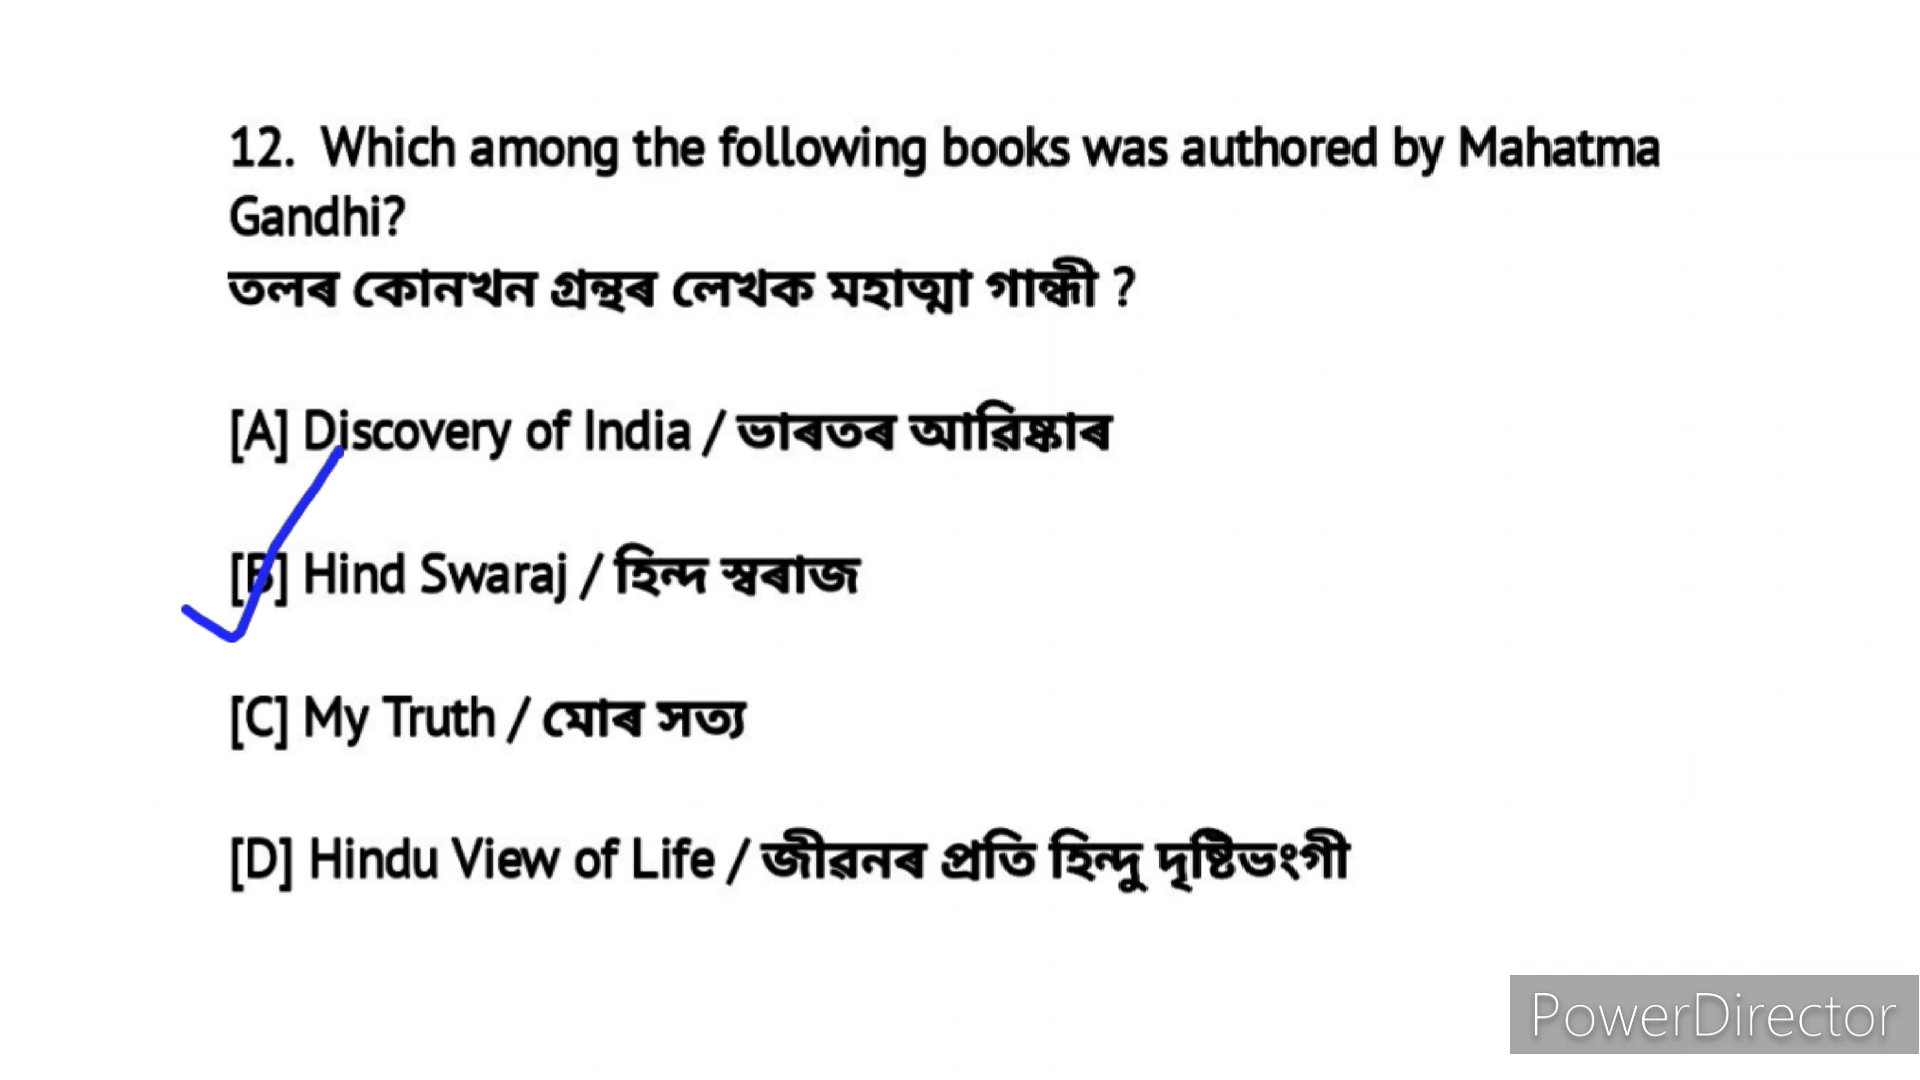 12. Which among the following books was authored by Mahatma
Gandhi?
তলৰ কোনখন গ্ৰন্থৰ লেখক মহাত্মা গান্ধী ?
[A] Discovery of India / ভাৰতৰ আৱিষ্কাৰ
[B] Hind Swaraj / হিন্দ স্বৰাজ
[C] My Truth / মোৰ সত্য
[D] Hindu View of Life / জীৱনৰ প্ৰতি হিন্দু দৃষ্টিভংগী
PowerDirector